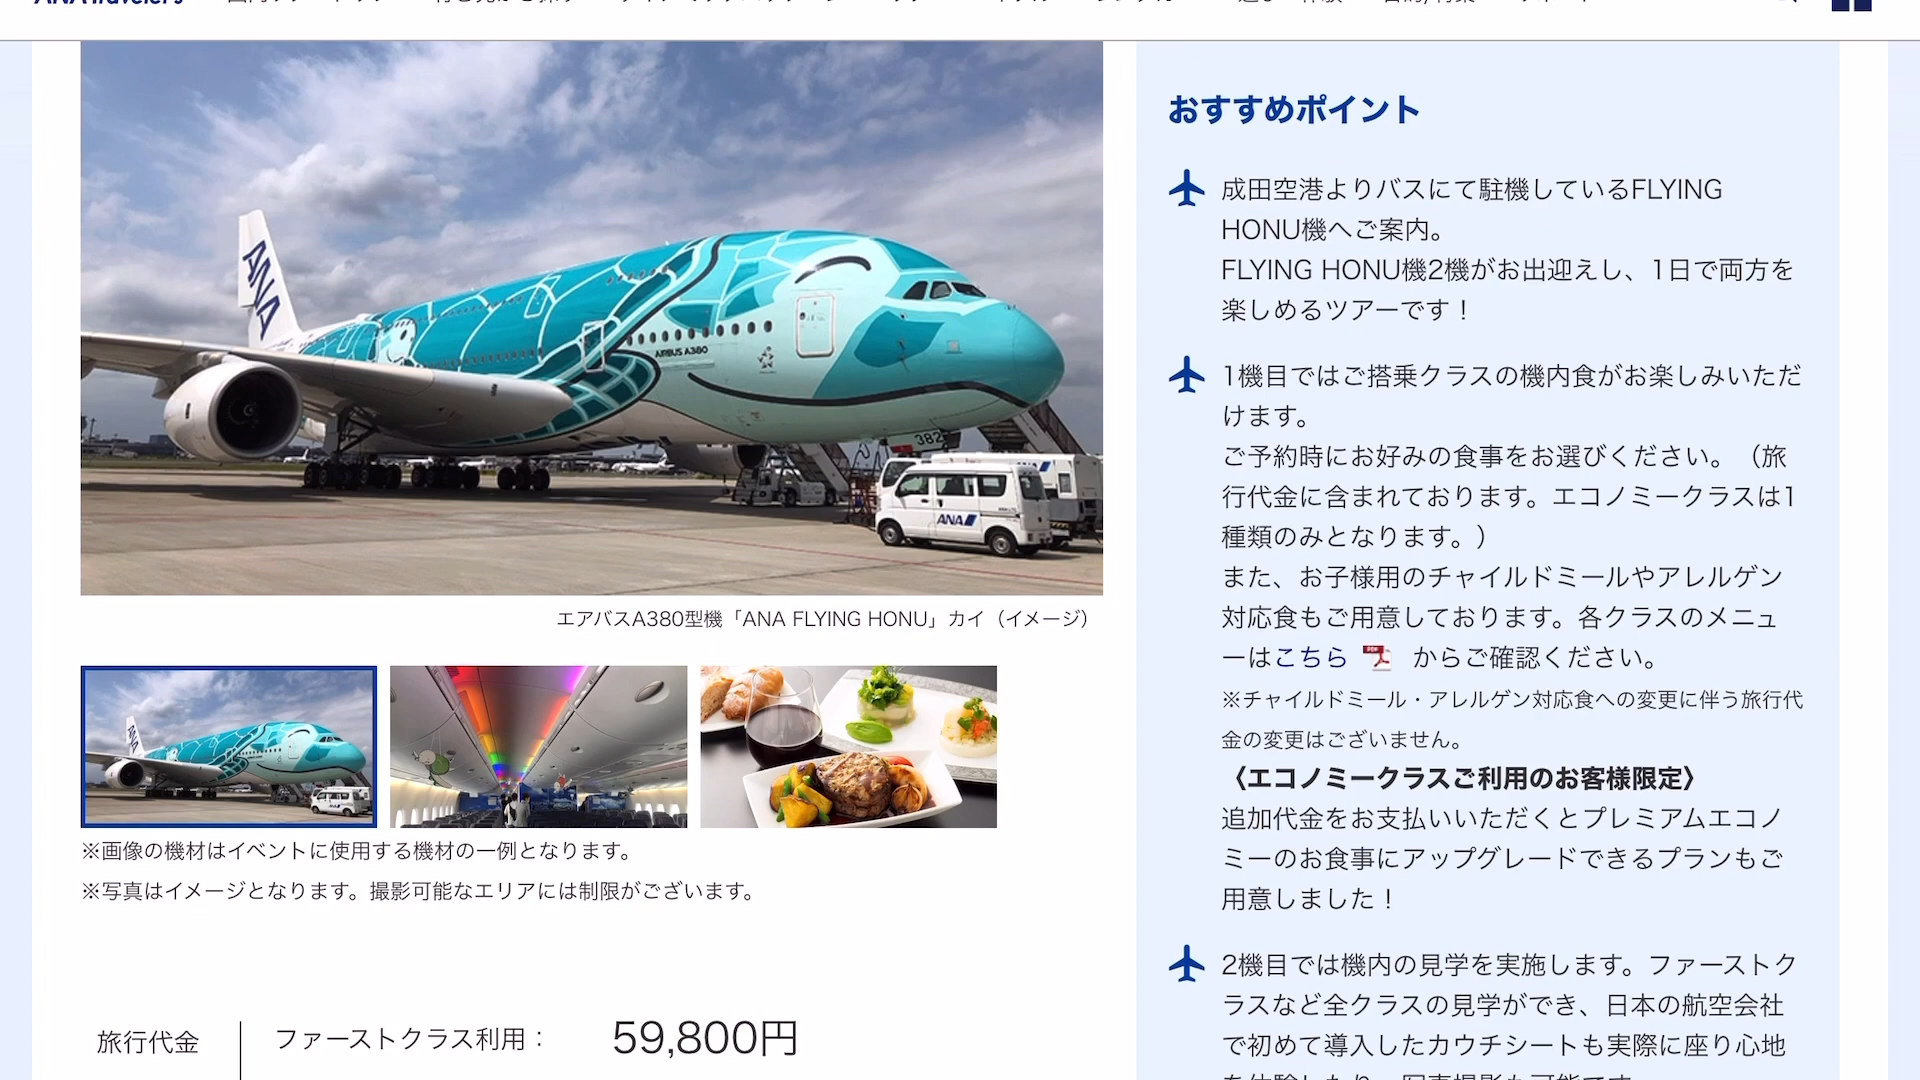 ANA Travelers
ANA
AIRBUS A380
382
ANA
エアバスA380型機「ANA FLYING HONU」カイ（イメージ）
※画像の機材はイベントに使用する機材の一例となります。
※写真はイメージとなります。撮影可能なエリアには制限がございます。
旅行代金
ファーストクラス利用：
59,800円
おすすめポイント
成田空港よりバスにて駐機しているFLYING
HONU機へご案内。
FLYING HONU機2機がお出迎えし、1日で両方を
楽しめるツアーです！
1機目ではご搭乗クラスの機内食がお楽しみいただ
けます。
ご予約時にお好みの食事をお選びください。（旅
行代金に含まれております。エコノミークラスは1
種類のみとなります。）
また、お子様用のチャイルドミールやアレルゲン
対応食もご用意しております。各クラスのメニュ
ーはこちら PDF からご確認ください。
※チャイルドミール・アレルゲン対応食への変更に伴う旅行代
金の変更はございません。
〈エコノミークラスご利用のお客様限定〉
追加代金をお支払いいただくとプレミアムエコノ
ミーのお食事にアップグレードできるプランもご
用意しました！
2機目では機内の見学を実施します。ファーストク
ラスなど全クラスの見学ができ、日本の航空会社
で初めて導入したカウチシートも実際に座り心地